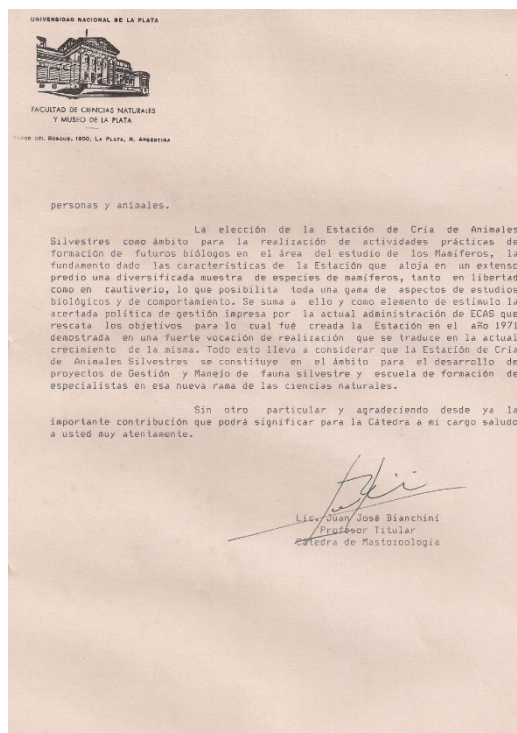 UNIVERSIDAD NACIONAL DE LA PLATA
FACULTAD DE CIENCIAS NATURALES
Y MUSEO DE LA PLATA
DEL BOSQUE, 1900, LA PLATA, R. ARGENTINA
personas y animales.
La elección de la Estación de Cría de Animales
Silvestres como ámbito para la realización de actividades prácticas de
formación de futuros biólogos en el área del estudio de los Mamíferos, la
fundamento dado las características de la Estación que aloja en un extenso
predio una diversificada muestra de especies de mamíferos, tanto en libertad
como en cautiverio, lo que posibilita toda una gama de aspectos de estudios
biológicos y de comportamiento. Se suma a ello y como elemento de estímulo la
acertada política de gestión impresa por la actual administración de ECAS que
rescata los objetivos para lo cual fué creada la Estación en el año 1971
demostrada en una fuerte vocación de realización que se traduce en la actual
crecimiento de la misma. Todo esto lleva a considerar que la Estación de Cría
de Animales Silvestres se constituye en el ámbito para el desarrollo de
proyectos de Gestión y Manejo de fauna silvestre y escuela de formación de
especialistas en esa nueva rama de las ciencias naturales.
Sin otro particular y agradeciendo desde ya la
importante contribución que podrá significar para la Cátedra a mi cargo saludo
a usted muy atentamente.
Lic. Juan José Bianchini
Profesor Titular
Cátedra de Mastozoología